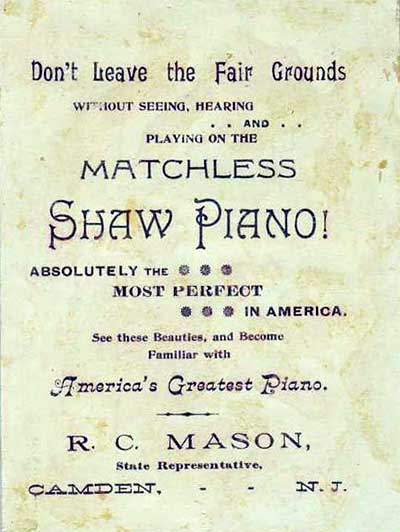 Don't Leave the Fair Grounds
WITHOUT SEEING, HEARING
. . AND . .
PLAYING ON THE
MATCHLESS
SHAW PIANO!
ABSOLUTELY THE
MOST PERFECT
IN AMERICA.
See these Beauties, and Become
Familiar with
America's Greatest Piano.
R. C. MASON,
State Representative,
CAMDEN, - - N. J.